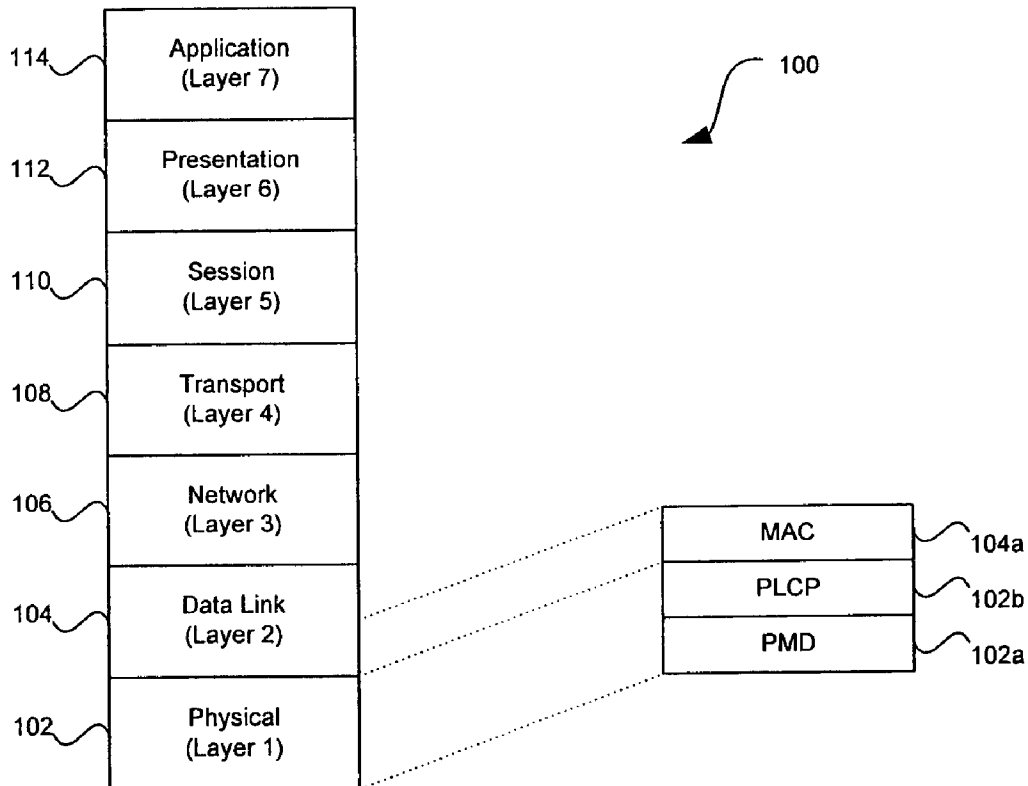 114
Application
(Layer 7)
100
112
Presentation
(Layer 6)
110
Session
(Layer 5)
108
Transport
(Layer 4)
106
Network
(Layer 3)
MAC
104a
104
Data Link
(Layer 2)
PLCP
102b
PMD
102a
102
Physical
(Layer 1)